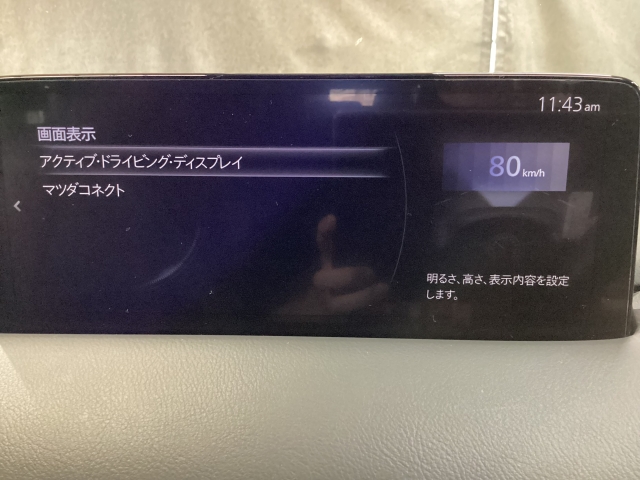 11:43am
画面表示
アクティブ・ドライビング・ディスプレイ
マツダコネクト
80km/h
明るさ、高さ、表示内容を設定
します。